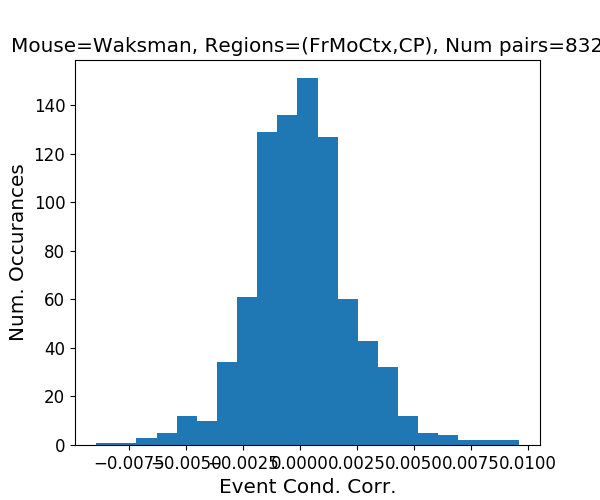 Mouse=Waksman, Regions=(FrMoCtx,CP), Num pairs=832
140
120
100
80
60
40
20
0
Num. Occurances
−0.0075 −0.0050 −0.0025 0.0000 0.0025 0.0050 0.0075 0.0100
Event Cond. Corr.